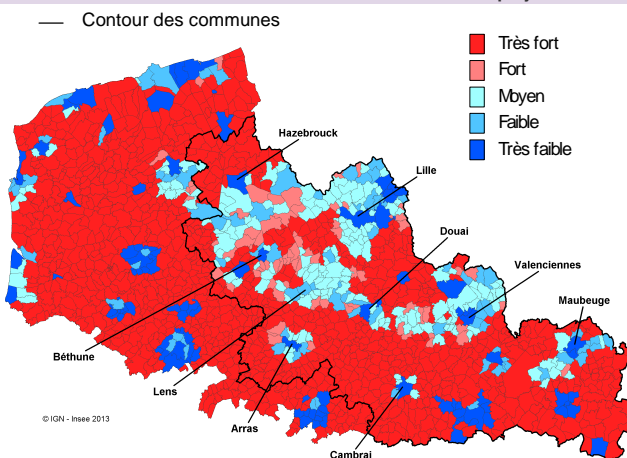 Contour des communes
Très fort
Fort
Moyen
Faible
Très faible
Hazebrouck
Lille
Douai
Valenciennes
Maubeuge
Béthune
Lens
Arras
Cambrai
© IGN - Insee 2013